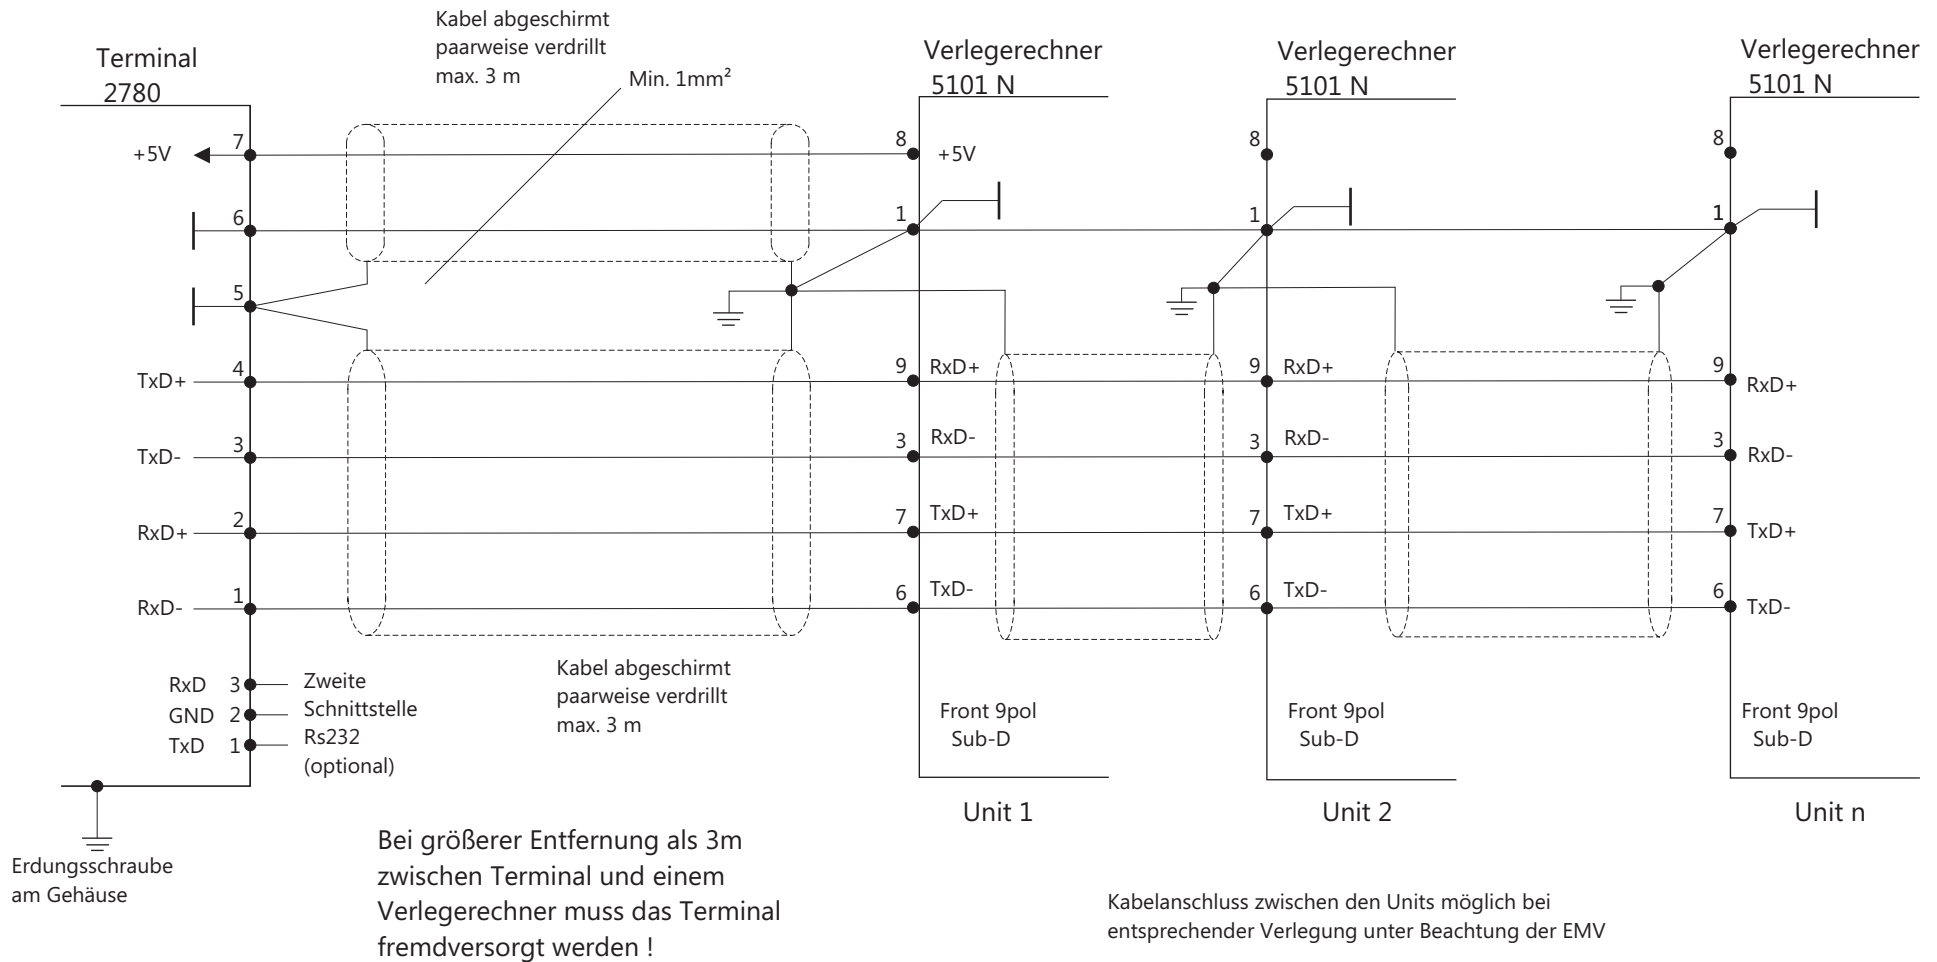 Kabel abgeschirmt
paarweise verdrillt
max. 3 m
Min. 1mm²
Terminal
2780
Verlegerechner
5101 N
Verlegerechner
5101 N
Verlegerechner
5101 N
+5V
7
8
+5V
8
8
6
1
1
1
5
TxD+
4
9
RxD+
9
RxD+
9
RxD+
TxD-
3
3
RxD-
3
RxD-
3
RxD-
RxD+
2
7
TxD+
7
TxD+
7
TxD+
RxD-
1
6
TxD-
6
TxD-
6
TxD-
RxD 3
GND 2
TxD 1
Zweite
Schnittstelle
Rs232
(optional)
Kabel abgeschirmt
paarweise verdrillt
max. 3 m
Front 9pol
Sub-D
Front 9pol
Sub-D
Front 9pol
Sub-D
Unit 1
Unit 2
Unit n
Erdungsschraube
am Gehäuse
Bei größerer Entfernung als 3m
zwischen Terminal und einem
Verlegerechner muss das Terminal
fremdversorgt werden !
Kabelanschluss zwischen den Units möglich bei
entsprechender Verlegung unter Beachtung der EMV